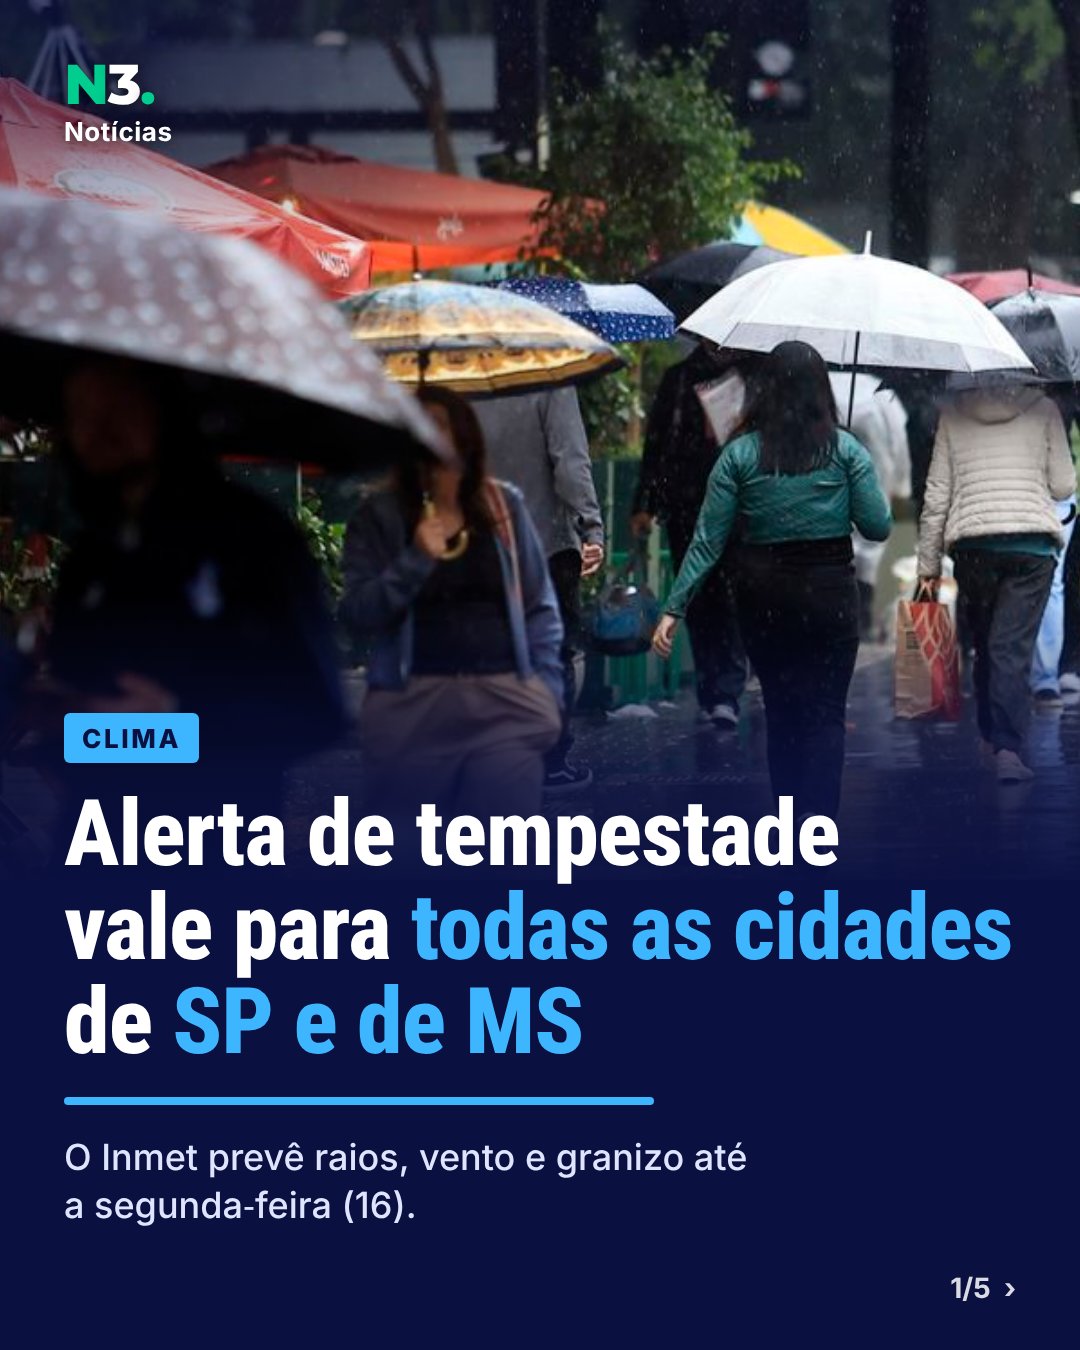 N3.
Notícias
CLIMA
Alerta de tempestade
vale para todas as cidades
de SP e de MS
O Inmet prevê raios, vento e granizo até
a segunda-feira (16).
1/5 ›